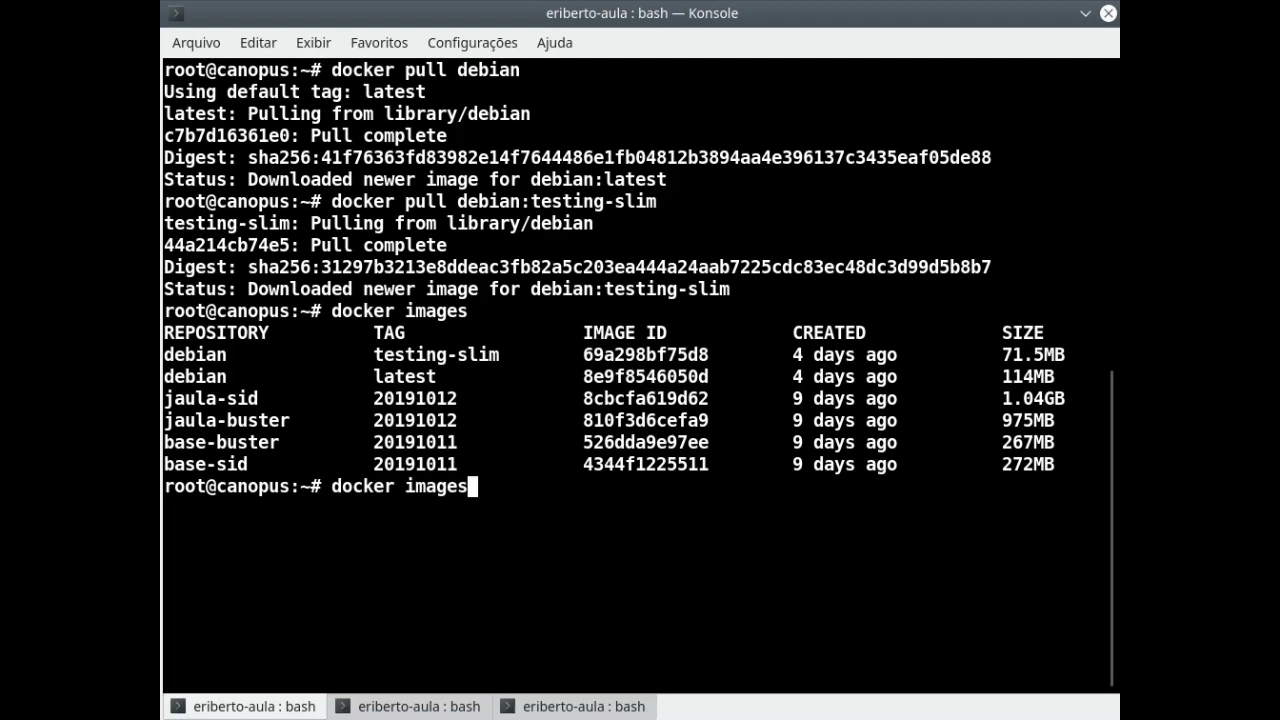 eriberto-aula : bash — Konsole
Arquivo Editar Exibir Favoritos Configurações Ajuda
root@canopus:~# docker pull debian
Using default tag: latest
latest: Pulling from library/debian
c7b7d16361e0: Pull complete
Digest: sha256:41f76363fd83982e14f7644486e1fb04812b3894aa4e396137c3435eaf05de88
Status: Downloaded newer image for debian:latest
root@canopus:~# docker pull debian:testing-slim
testing-slim: Pulling from library/debian
44a214cb74e5: Pull complete
Digest: sha256:31297b3213e8ddeac3fb82a5c203ea444a24aab7225cdc83ec48dc3d99d5b8b7
Status: Downloaded newer image for debian:testing-slim
root@canopus:~# docker images
REPOSITORY TAG IMAGE ID CREATED SIZE
debian testing-slim 69a298bf75d8 4 days ago 71.5MB
debian latest 8e9f8546050d 4 days ago 114MB
jaula-sid 20191012 8cbcfa619d62 9 days ago 1.04GB
jaula-buster 20191012 810f3d6cefa9 9 days ago 975MB
base-buster 20191011 526dda9e97ee 9 days ago 267MB
base-sid 20191011 4344f1225511 9 days ago 272MB
root@canopus:~# docker images
eriberto-aula : bash eriberto-aula : bash eriberto-aula : bash